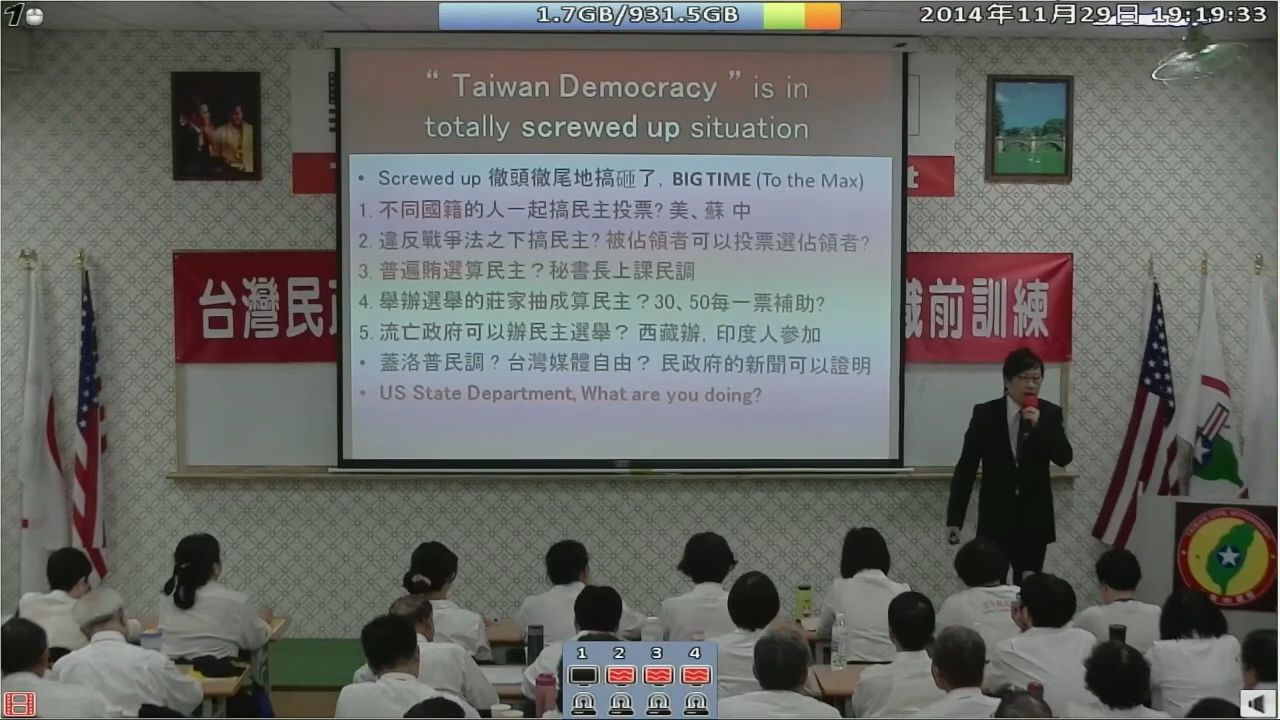 1
1.7GB/931.5GB
2014年11月29日 19:19:33
“ Taiwan Democracy ” is in
totally screwed up situation
• Screwed up 徹頭徹尾地搞砸了, BIG TIME (To the Max)
1. 不同國籍的人一起搞民主投票? 美、蘇 中
2. 違反戰爭法之下搞民主? 被佔領者可以投票選佔領者?
3. 普遍賄選算民主？秘書長上課民調
4. 舉辦選舉的莊家抽成算民主？30、50每一票補助?
5. 流亡政府可以辦民主選舉？ 西藏辦, 印度人參加
• 蓋洛普民調？台灣媒體自由？ 民政府的新聞可以證明
• US State Department, What are you doing?
t
台灣民
職前訓練
1 2 3 4